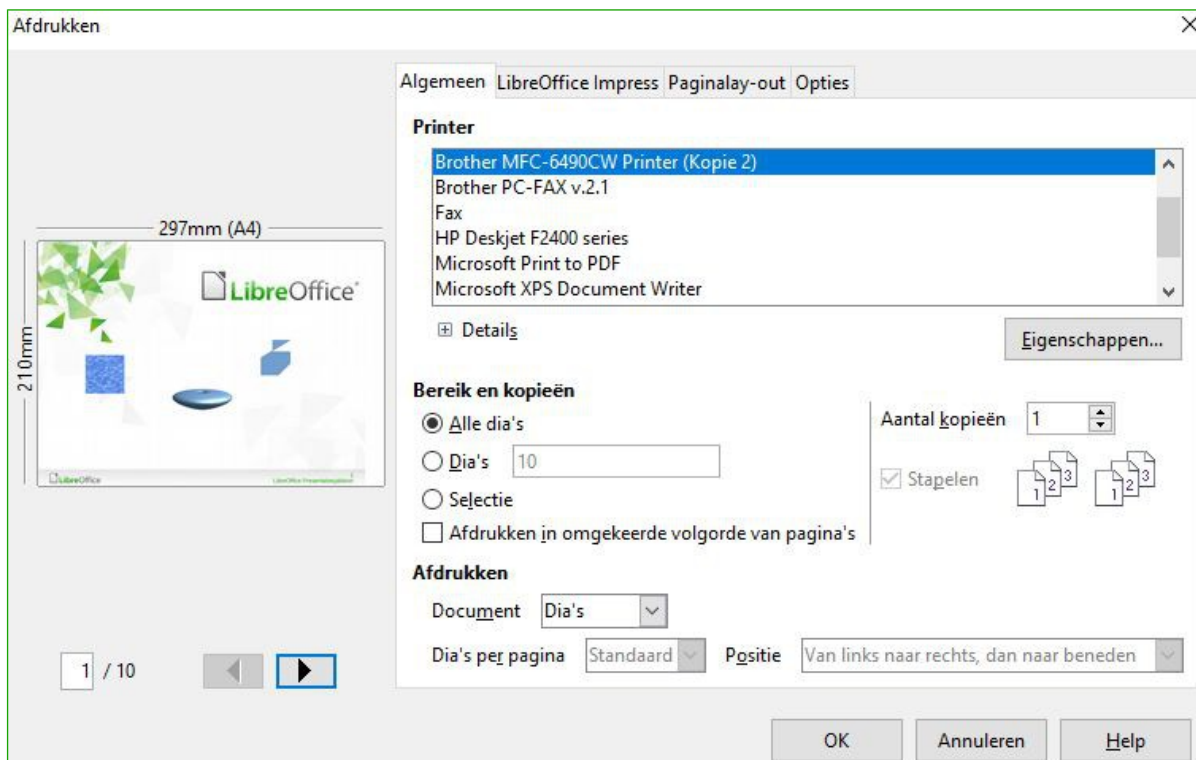 Afdrukken
Algemeen LibreOffice Impress Paginalay-out Opties
Printer
Brother MFC-6490CW Printer (Kopie 2)
Brother PC-FAX v.2.1
Fax
HP Deskjet F2400 series
Microsoft Print to PDF
Microsoft XPS Document Writer
Details
Eigenschappen...
297mm (A4)
210mm
LibreOffice
LibreOffice
Bereik en kopieën
Alle dia's
Dia's 10
Selectie
Afdrukken in omgekeerde volgorde van pagina's
Aantal kopieën 1
Stapelen 1 2 3 1 2 3
Afdrukken
Document Dia's
Dia's per pagina Standaard Positie Van links naar rechts, dan naar beneden
1 / 10
OK Annuleren Help